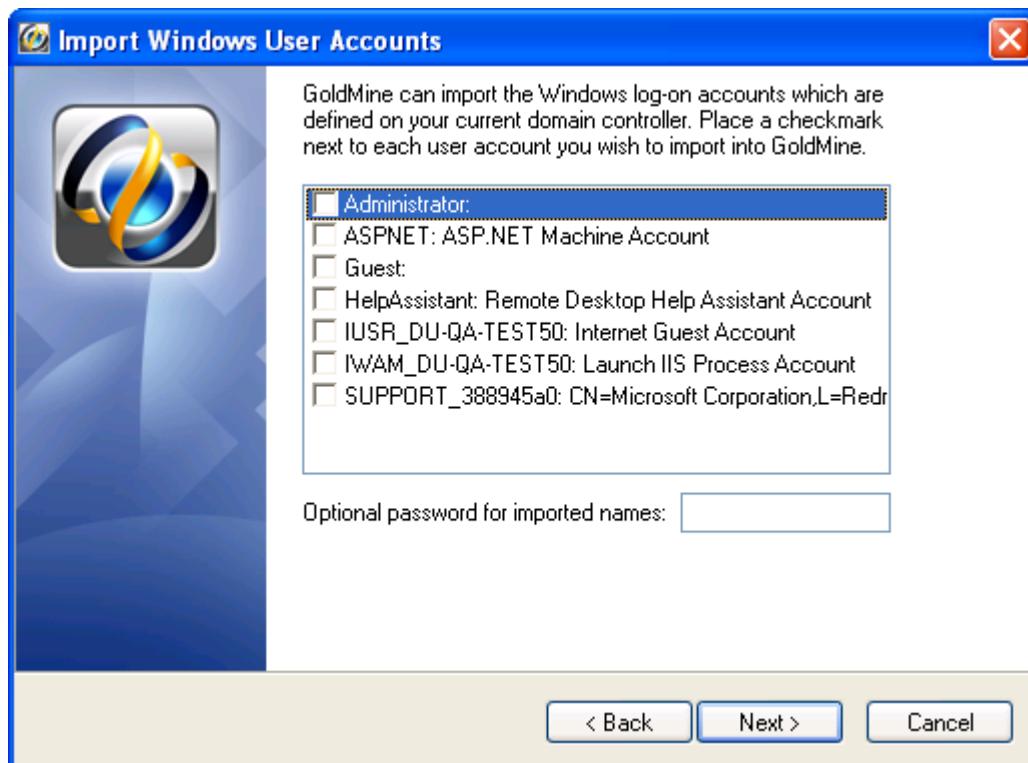 Import Windows User Accounts
GoldMine can import the Windows log-on accounts which are
defined on your current domain controller. Place a checkmark
next to each user account you wish to import into GoldMine.
Administrator:
ASPNET: ASP.NET Machine Account
Guest:
HelpAssistant: Remote Desktop Help Assistant Account
IUSR_DU-QA-TEST50: Internet Guest Account
IWAM_DU-QA-TEST50: Launch IIS Process Account
SUPPORT_388945a0: CN=Microsoft Corporation,L=Redr
Optional password for imported names:
< Back
Next >
Cancel